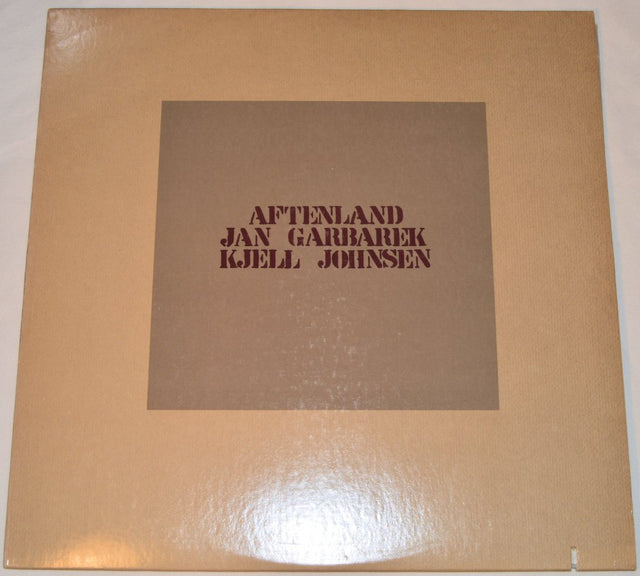 AFTENLAND
JAN GARBAREK
KJELL JOHNSEN